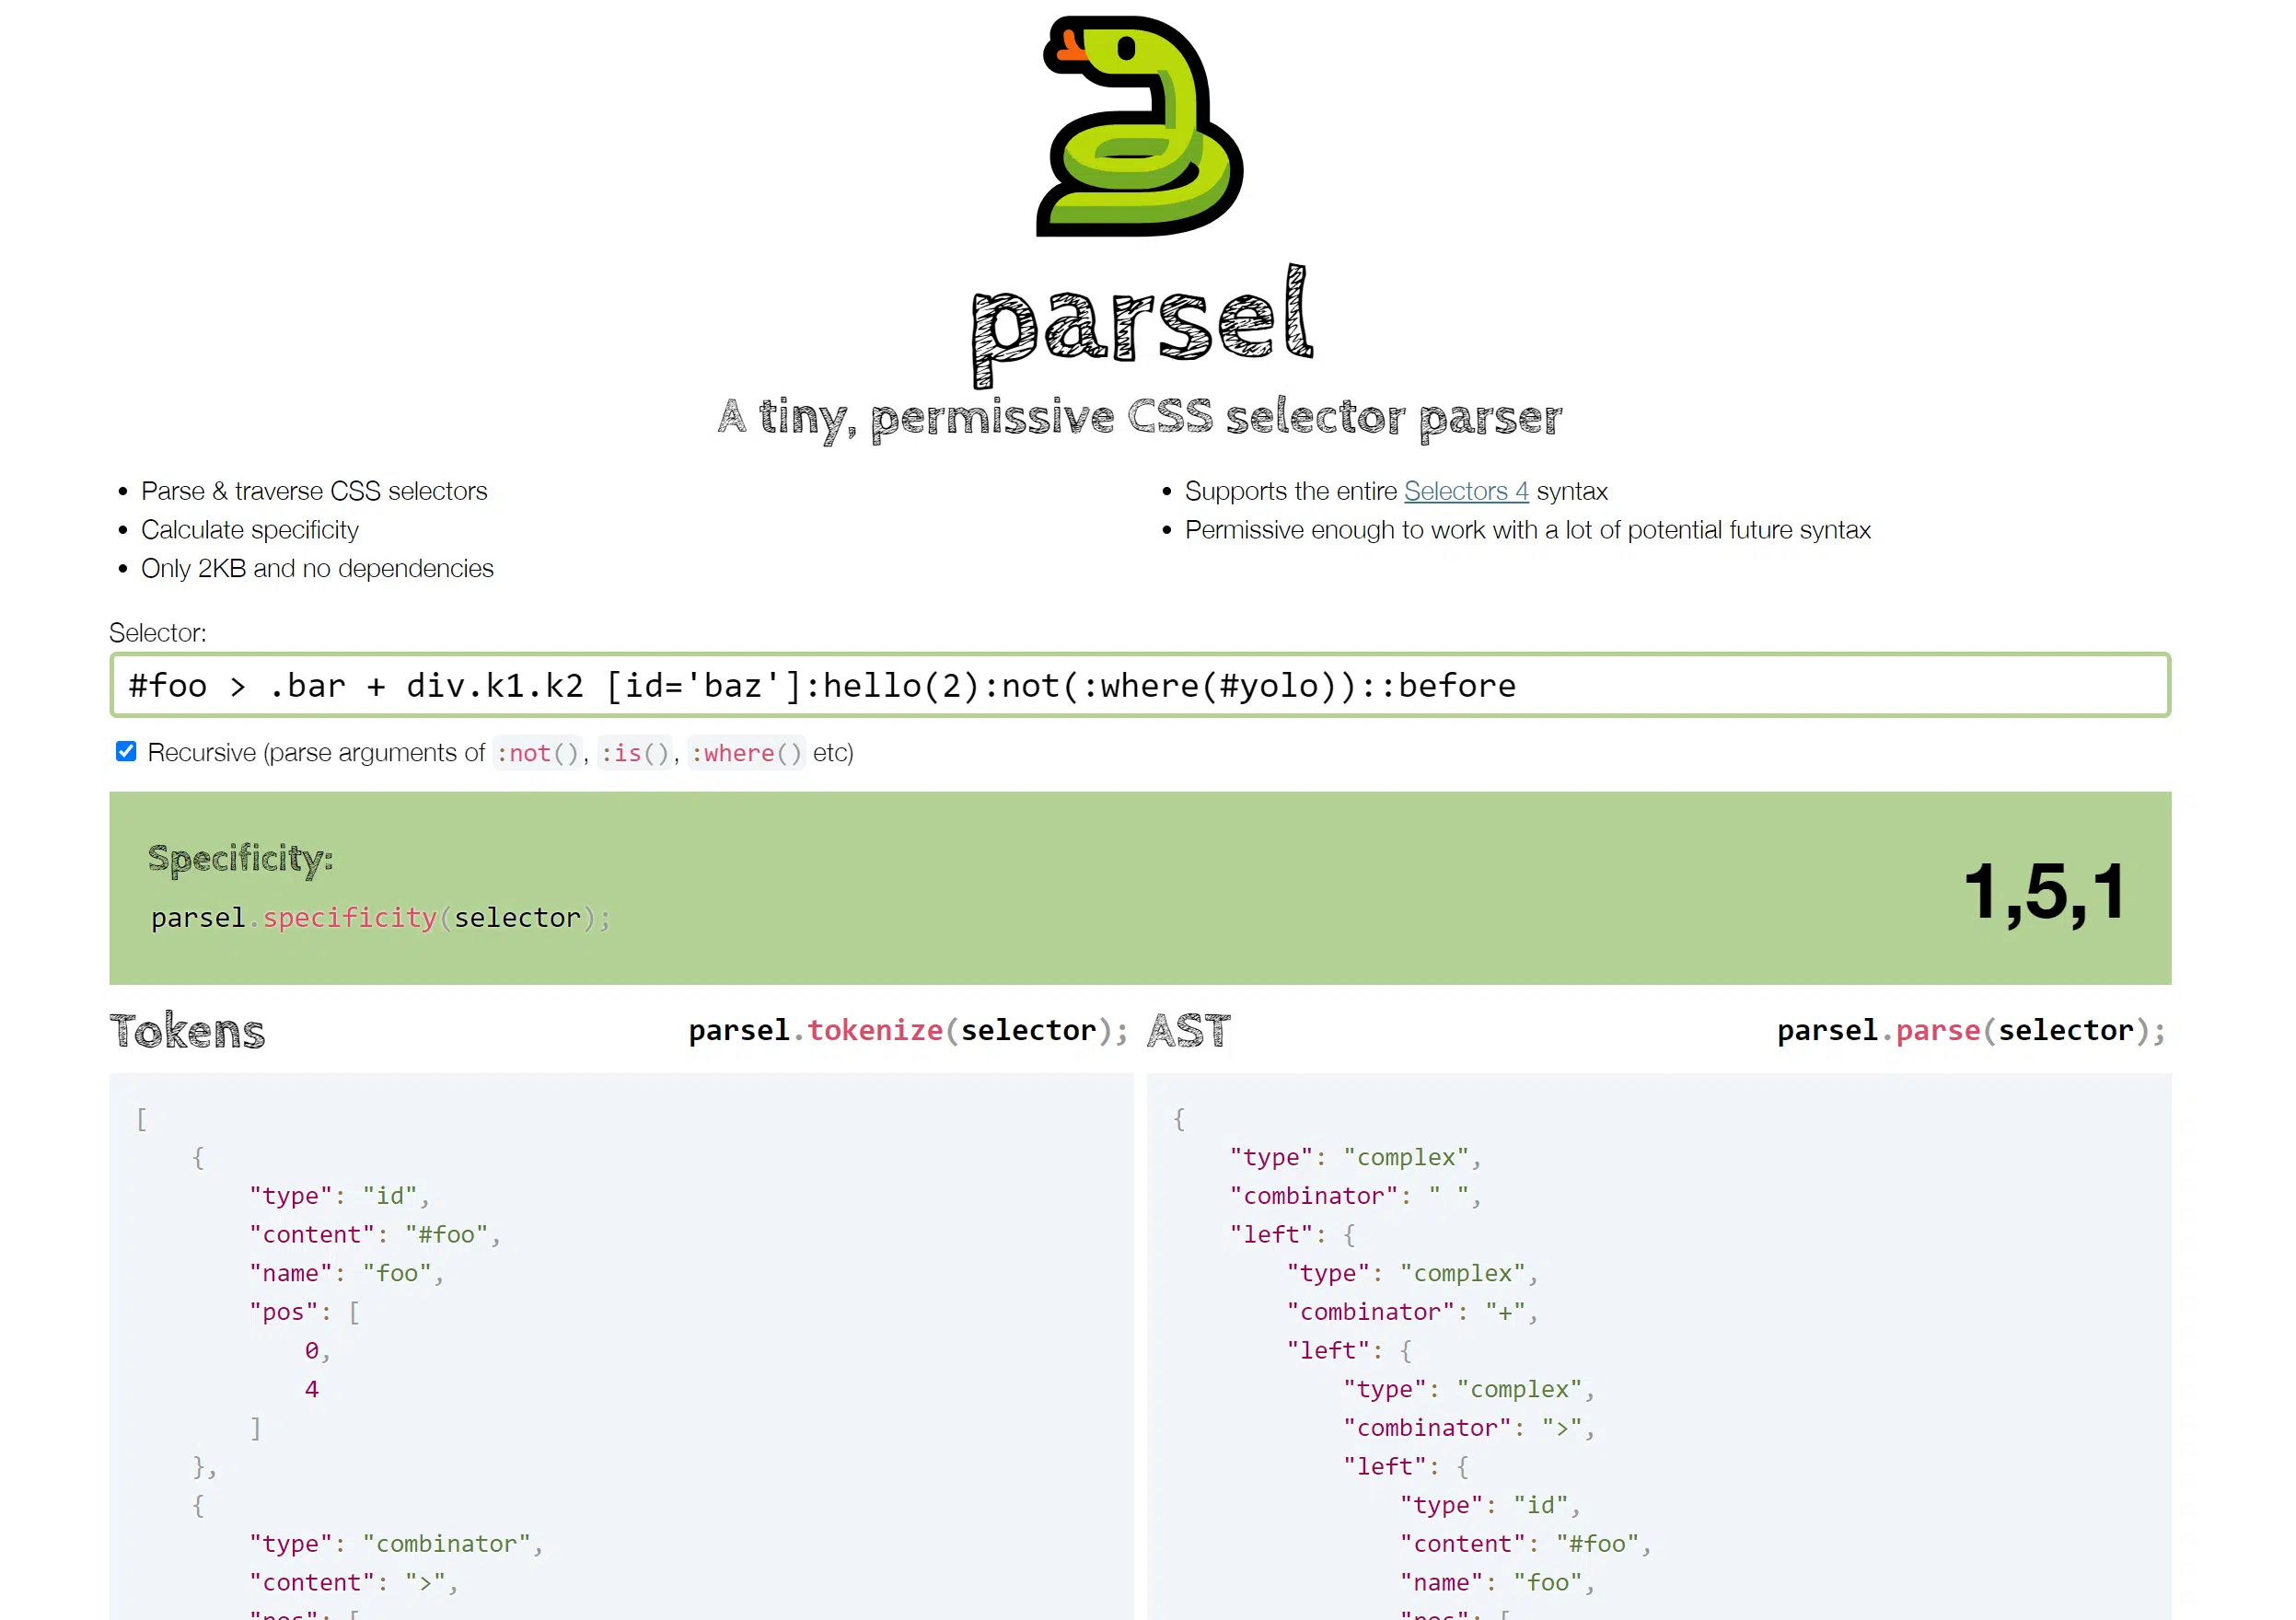 parsel
A tiny, permissive CSS selector parser
• Parse & traverse CSS selectors
• Calculate specificity
• Only 2KB and no dependencies
• Supports the entire Selectors 4 syntax
• Permissive enough to work with a lot of potential future syntax
Selector:
#foo > .bar + div.k1.k2 [id='baz']:hello(2):not(:where(#yolo))::before
Recursive (parse arguments of :not(), :is(), :where() etc)
Specificity:
parsel.specificity(selector);
1,5,1
Tokens
parsel.tokenize(selector);
[
{
"type": "id",
"content": "#foo",
"name": "foo",
"pos": [
0,
4
]
},
{
"type": "combinator",
"content": ">",
"pos": [
AST
parsel.parse(selector);
{
"type": "complex",
"combinator": " ",
"left": {
"type": "complex",
"combinator": "+",
"left": {
"type": "complex",
"combinator": ">",
"left": {
"type": "id",
"content": "#foo",
"name": "foo",
"pos": [